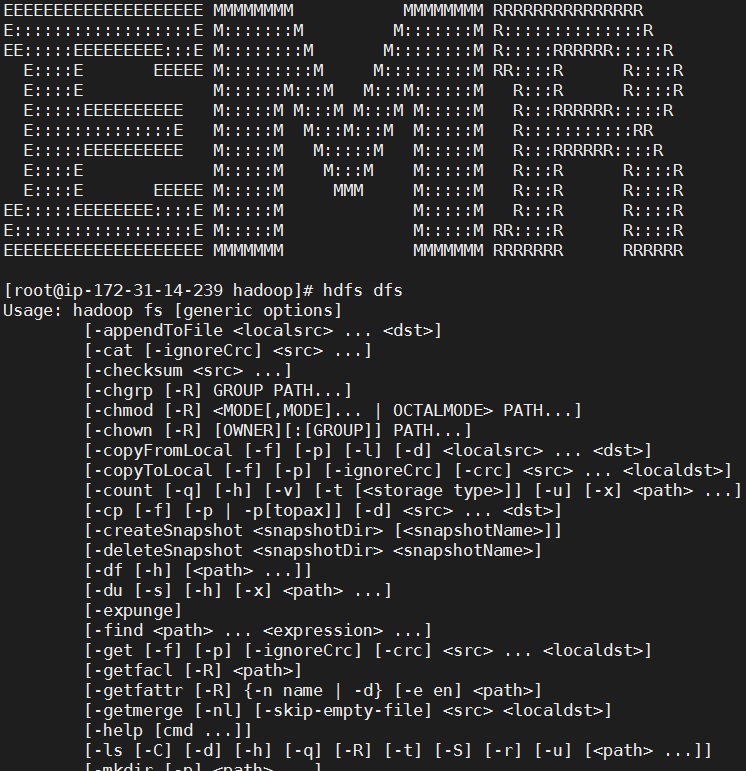 EEEEEEEEEEEEEEEEEEEE MMMMMMMM           MMMMMMMM RRRRRRRRRRRRRRR
E::::::::::::::::::E M:::::::M         M:::::::M R::::::::::::::R
EE:::::EEEEEEEEE:::E M::::::::M       M::::::::M R:::::RRRRRR:::::R
  E::::E       EEEEE M:::::::::M     M:::::::::M RR::::R      R::::R
  E::::E             M::::::M:::M   M:::M::::::M   R:::R      R::::R
  E:::::EEEEEEEEEE   M:::::M M:::M M:::M M:::::M   R:::RRRRRR:::::R
  E::::::::::::::E   M:::::M  M:::M:::M  M:::::M   R:::::::::::RR
  E:::::EEEEEEEEEE   M:::::M   M:::::M   M:::::M   R:::RRRRRR::::R
  E::::E             M:::::M    M:::M    M:::::M   R:::R      R::::R
  E::::E       EEEEE M:::::M     MMM     M:::::M   R:::R      R::::R
EE:::::EEEEEEEE::::E M:::::M             M:::::M   R:::R      R::::R
E::::::::::::::::::E M:::::M             M:::::M RR::::R      R::::R
EEEEEEEEEEEEEEEEEEEE MMMMMMM             MMMMMMM RRRRRRR      RRRRRR
[root@ip-172-31-14-239 hadoop]# hdfs dfs
Usage: hadoop fs [generic options]
        [-appendToFile <localsrc> ... <dst>]
        [-cat [-ignoreCrc] <src> ...]
        [-checksum <src> ...]
        [-chgrp [-R] GROUP PATH...]
        [-chmod [-R] <MODE[,MODE]... | OCTALMODE> PATH...]
        [-chown [-R] [OWNER][:[GROUP]] PATH...]
        [-copyFromLocal [-f] [-p] [-l] [-d] <localsrc> ... <dst>]
        [-copyToLocal [-f] [-p] [-ignoreCrc] [-crc] <src> ... <localdst>]
        [-count [-q] [-h] [-v] [-t [<storage type>]] [-u] [-x] <path> ...]
        [-cp [-f] [-p | -p[topax]] [-d] <src> ... <dst>]
        [-createSnapshot <snapshotDir> [<snapshotName>]]
        [-deleteSnapshot <snapshotDir> <snapshotName>]
        [-df [-h] [<path> ...]]
        [-du [-s] [-h] [-x] <path> ...]
        [-expunge]
        [-find <path> ... <expression> ...]
        [-get [-f] [-p] [-ignoreCrc] [-crc] <src> ... <localdst>]
        [-getfacl [-R] <path>]
        [-getfattr [-R] {-n name | -d} [-e en] <path>]
        [-getmerge [-nl] [-skip-empty-file] <src> <localdst>]
        [-help [cmd ...]]
        [-ls [-C] [-d] [-h] [-q] [-R] [-t] [-S] [-r] [-u] [<path> ...]]
        [-mkdir [-p] <path> ...]